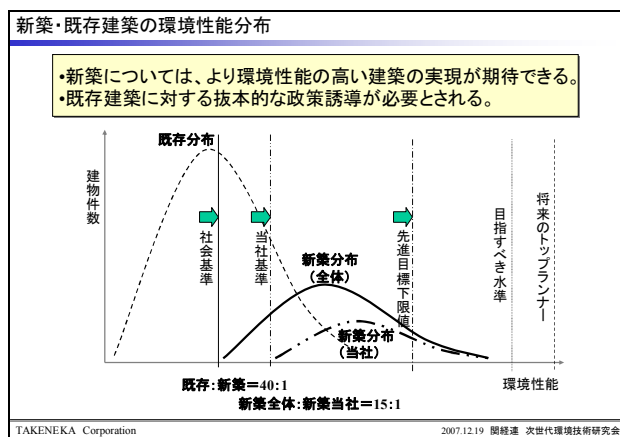 新築・既存建築の環境性能分布
•新築については、より環境性能の高い建築の実現が期待できる。
•既存建築に対する抜本的な政策誘導が必要とされる。
既存分布
建物件数
社会基準
当社基準
新築分布
(全体)
先進目標下限値
目指すべき水準
将来のトップランナー
新築分布
(当社)
既存:新築=40:1
環境性能
新築全体:新築当社=15:1
TAKENEKA Corporation
2007.12.19 関経連 次世代環境技術研究会